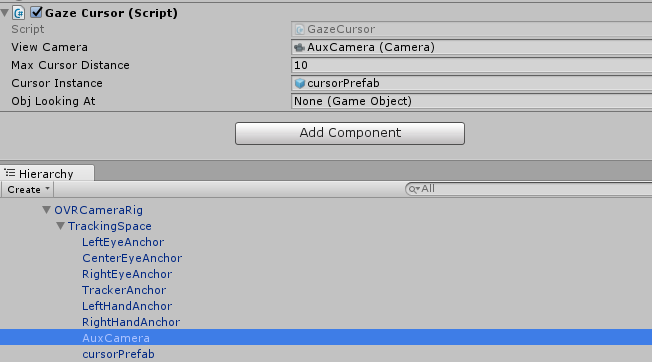 Gaze Cursor (Script)
Script GazeCursor
View Camera AuxCamera (Camera)
Max Cursor Distance 10
Cursor Instance cursorPrefab
Obj Looking At None (Game Object)
Add Component
Hierarchy
Create All
OVRCameraRig
TrackingSpace
LeftEyeAnchor
CenterEyeAnchor
RightEyeAnchor
TrackerAnchor
LeftHandAnchor
RightHandAnchor
AuxCamera
cursorPrefab